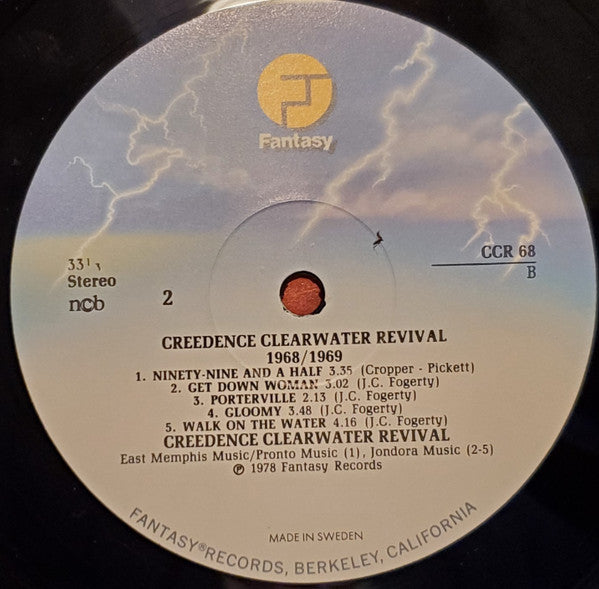 Fantasy
33 1/3
Stereo
ncb
2
CCR 68
B
CREEDENCE CLEARWATER REVIVAL
1968/1969
1. NINETY-NINE AND A HALF 3.35 (Cropper - Pickett)
2. GET DOWN WOMAN 3.02 (J.C. Fogerty)
3. PORTERVILLE 2.13 (J.C. Fogerty)
4. GLOOMY 3.48 (J.C. Fogerty)
5. WALK ON THE WATER 4.16 (J.C. Fogerty)
CREEDENCE CLEARWATER REVIVAL
East Memphis Music/Pronto Music (1), Jondora Music (2-5)
℗ 1978 Fantasy Records
MADE IN SWEDEN
FANTASY® RECORDS, BERKELEY, CALIFORNIA